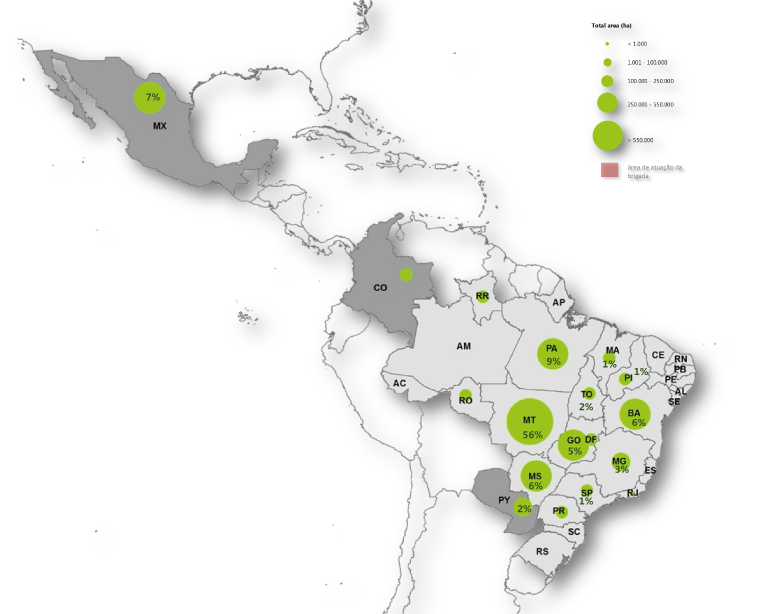 Total area (ha)
< 1.000
1.001 - 100.000
100.001 - 250.000
250.001 - 550.000
> 550.000
área de atuação da
brigada
7%
MX
CO
RR
AP
AM
PA
9%
MA
1%
CE
RN
PB
PI
1%
PE
AL
SE
AC
RO
TO
2%
BA
6%
MT
56%
GO
DF
5%
MG
3%
ES
MS
6%
SP
1%
RJ
PY
2%
PR
SC
RS